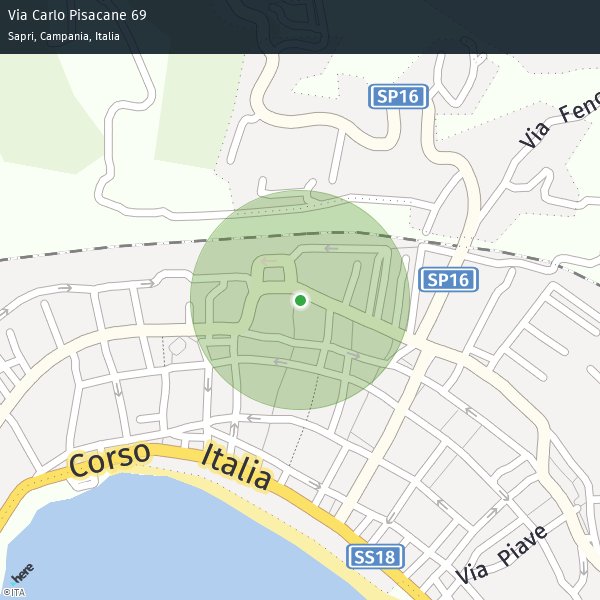 Via Carlo Pisacane 69
Sapri, Campania, Italia
SP16
Via Feno
SP16
Corso Italia
SS18
Via Piave
here
©ITA